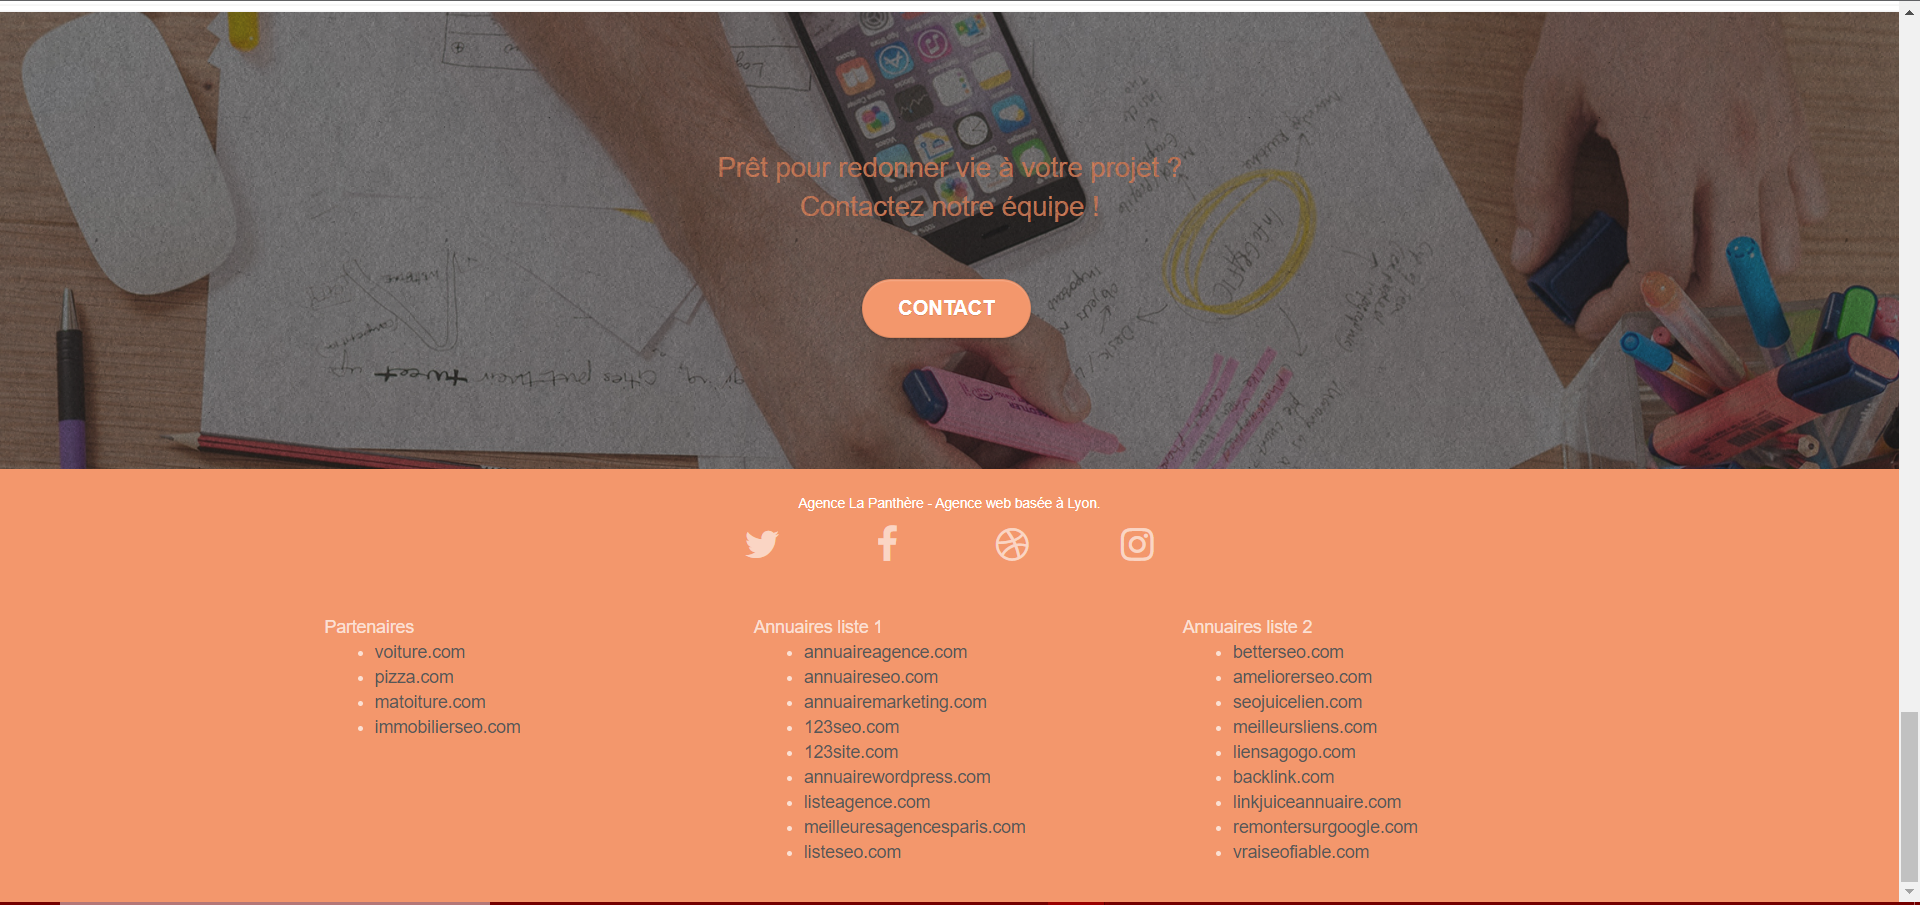 Prêt pour redonner vie à votre projet ?
Contactez notre équipe !
CONTACT
Agence La Panthère - Agence web basée à Lyon.
Partenaires
voiture.com
pizza.com
matoiture.com
immobilierseo.com
Annuaires liste 1
annuaireagence.com
annuaireseo.com
annuairemarketing.com
123seo.com
123site.com
annuairewordpress.com
listeagence.com
meilleuresagencesparis.com
listeseo.com
Annuaires liste 2
betterseo.com
ameliorerseo.com
seojuicelien.com
meilleursliens.com
liensagogo.com
backlink.com
linkjuiceannuaire.com
remontersurgoogle.com
vraiseofiable.com